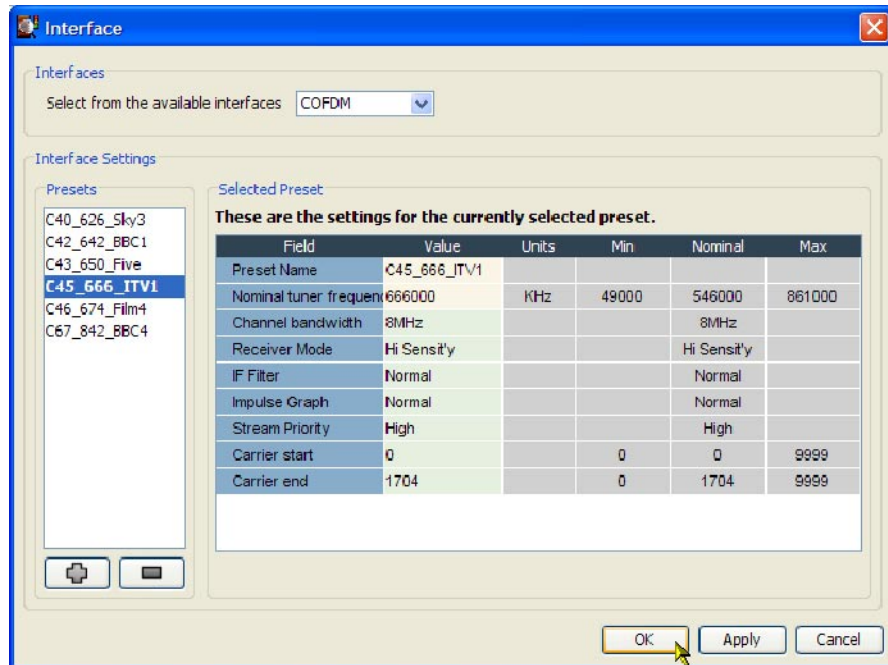 Interface
Interfaces
Select from the available interfaces COFDM
Interface Settings
Presets
C40_626_Sky3
C42_642_BBC1
C43_650_Five
C45_666_ITV1
C46_674_Film4
C67_842_BBC4
Selected Preset
These are the settings for the currently selected preset.
Field Value Units Min Nominal Max
Preset Name C45_666_ITV1
Nominal tuner frequenc 666000 KHz 49000 546000 861000
Channel bandwidth 8MHz 8MHz
Receiver Mode Hi Sensit'y Hi Sensit'y
IF Filter Normal Normal
Impulse Graph Normal Normal
Stream Priority High High
Carrier start 0 0 0 9999
Carrier end 1704 0 1704 9999
OK Apply Cancel